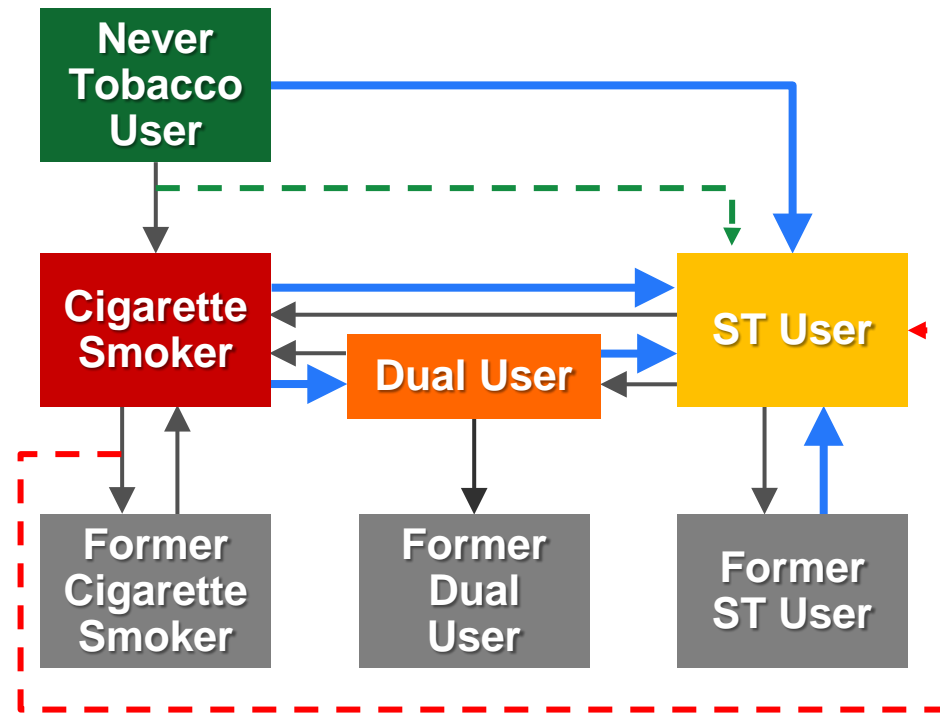 Never
Tobacco
User
Cigarette
Smoker
Dual User
ST User
Former
Cigarette
Smoker
Former
Dual
User
Former
ST User